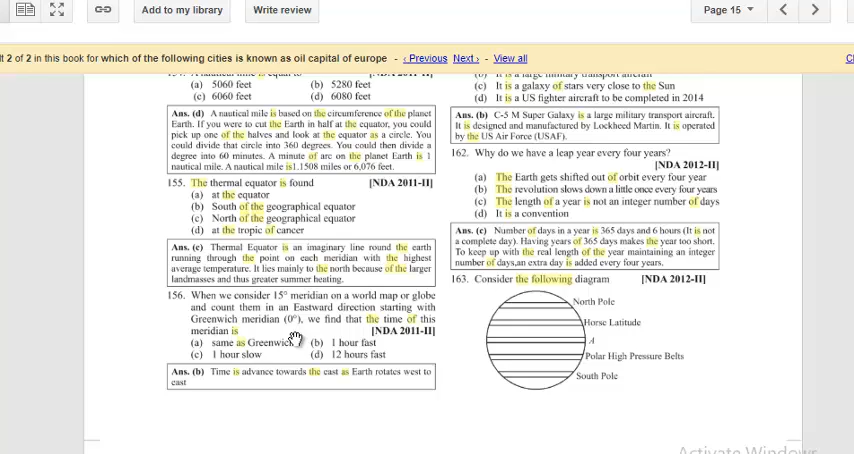 Add to my library
Write review
Page 15
2 of 2 in this book for which of the following cities is known as oil capital of europe - ‹ Previous Next › - View all
154. A nautical mile is equal to [NDA 2011-II]
(a) 5060 feet (b) 5280 feet
(c) 6060 feet (d) 6080 feet
Ans. (d) A nautical mile is based on the circumference of the planet
Earth. If you were to cut the Earth in half at the equator, you could
pick up one of the halves and look at the equator as a circle. You
could divide that circle into 360 degrees. You could then divide a
degree into 60 minutes. A minute of arc on the planet Earth is 1
nautical mile. A nautical mile is1.1508 miles or 6,076 feet.
155. The thermal equator is found [NDA 2011-II]
(a) at the equator
(b) South of the geographical equator
(c) North of the geographical equator
(d) at the tropic of cancer
Ans. (c) Thermal Equator is an imaginary line round the earth
running through the point on each meridian with the highest
average temperature. It lies mainly to the north because of the larger
landmasses and thus greater summer heating.
156. When we consider 15° meridian on a world map or globe
and count them in an Eastward direction starting with
Greenwich meridian (0°), we find that the time of this
meridian is [NDA 2011-II]
(a) same as Greenwich (b) 1 hour fast
(c) 1 hour slow (d) 12 hours fast
Ans. (b) Time is advance towards the east as Earth rotates west to
east
(b) It is a large military transport aircraft
(c) It is a galaxy of stars very close to the Sun
(d) It is a US fighter aircraft to be completed in 2014
Ans. (b) C-5 M Super Galaxy is a large military transport aircraft.
It is designed and manufactured by Lockheed Martin. It is operated
by the US Air Force (USAF).
162. Why do we have a leap year every four years?
[NDA 2012-II]
(a) The Earth gets shifted out of orbit every four year
(b) The revolution slows down a little once every four years
(c) The length of a year is not an integer number of days
(d) It is a convention
Ans. (c) Number of days in a year is 365 days and 6 hours (It is not
a complete day). Having years of 365 days makes the year too short.
To keep up with the real length of the year maintaining an integer
number of days,an extra day is added every four years.
163. Consider the following diagram [NDA 2012-II]
North Pole
Horse Latitude
A
Polar High Pressure Belts
South Pole
Activate Windows